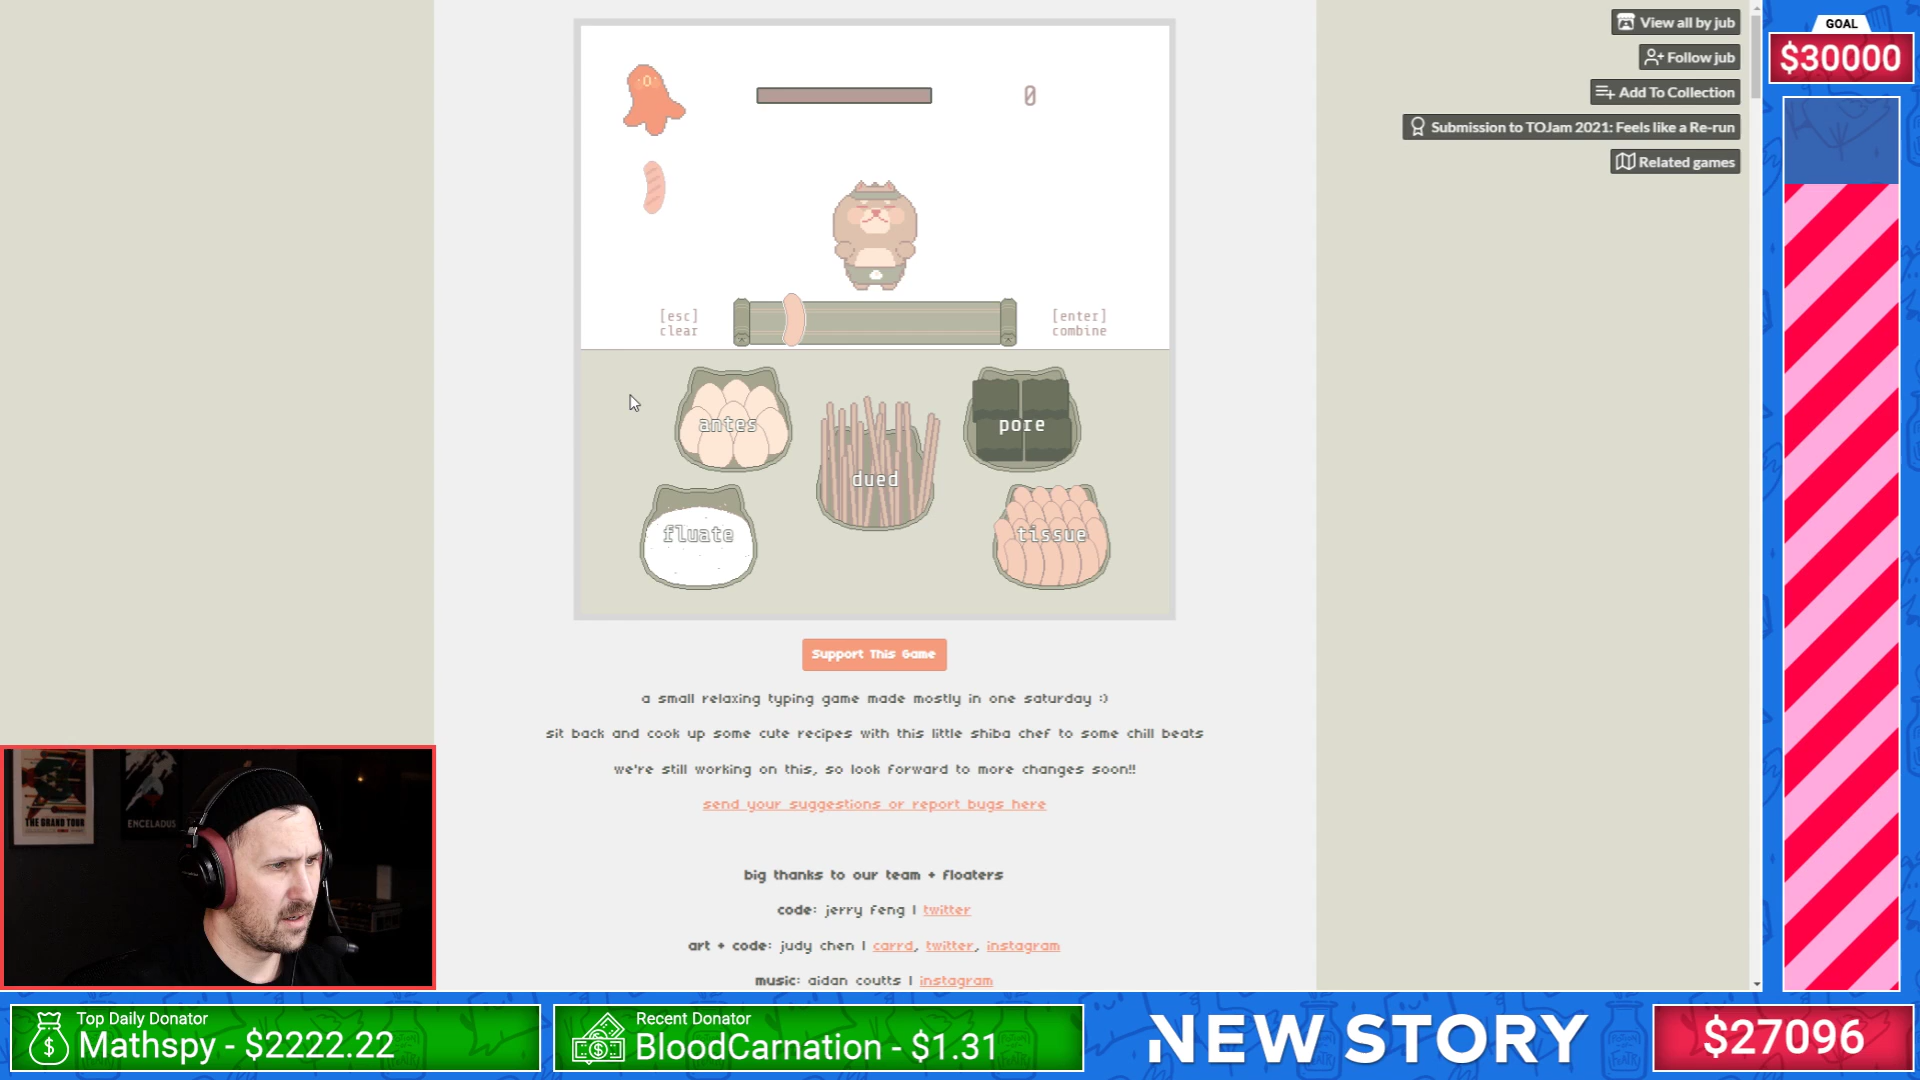 View all by jub
Follow jub
Add To Collection
Submission to TOJam 2021: Feels like a Re-run
Related games
GOAL
$30000
0
[esc]
clear
[enter]
combine
antes
dued
pore
fluate
tissue
Support This Game
a small relaxing typing game made mostly in one saturday :)
sit back and cook up some cute recipes with this little shiba chef to some chill beats
we're still working on this, so look forward to more changes soon!!
send your suggestions or report bugs here
big thanks to our team + floaters
code: jerry feng | twitter
art + code: judy chen | carrd, twitter, instagram
music: aidan coutts | instagram
THE GRAND TOUR
ENCELADUS
Top Daily Donator
Mathspy - $2222.22
Recent Donator
BloodCarnation - $1.31
NEW STORY
$27096